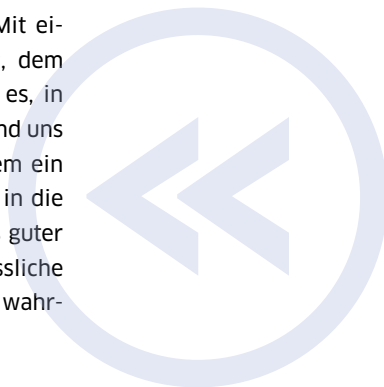 Mit ei-
, dem
es, in
nd uns
em ein
in die
guter
ssliche
wahr-